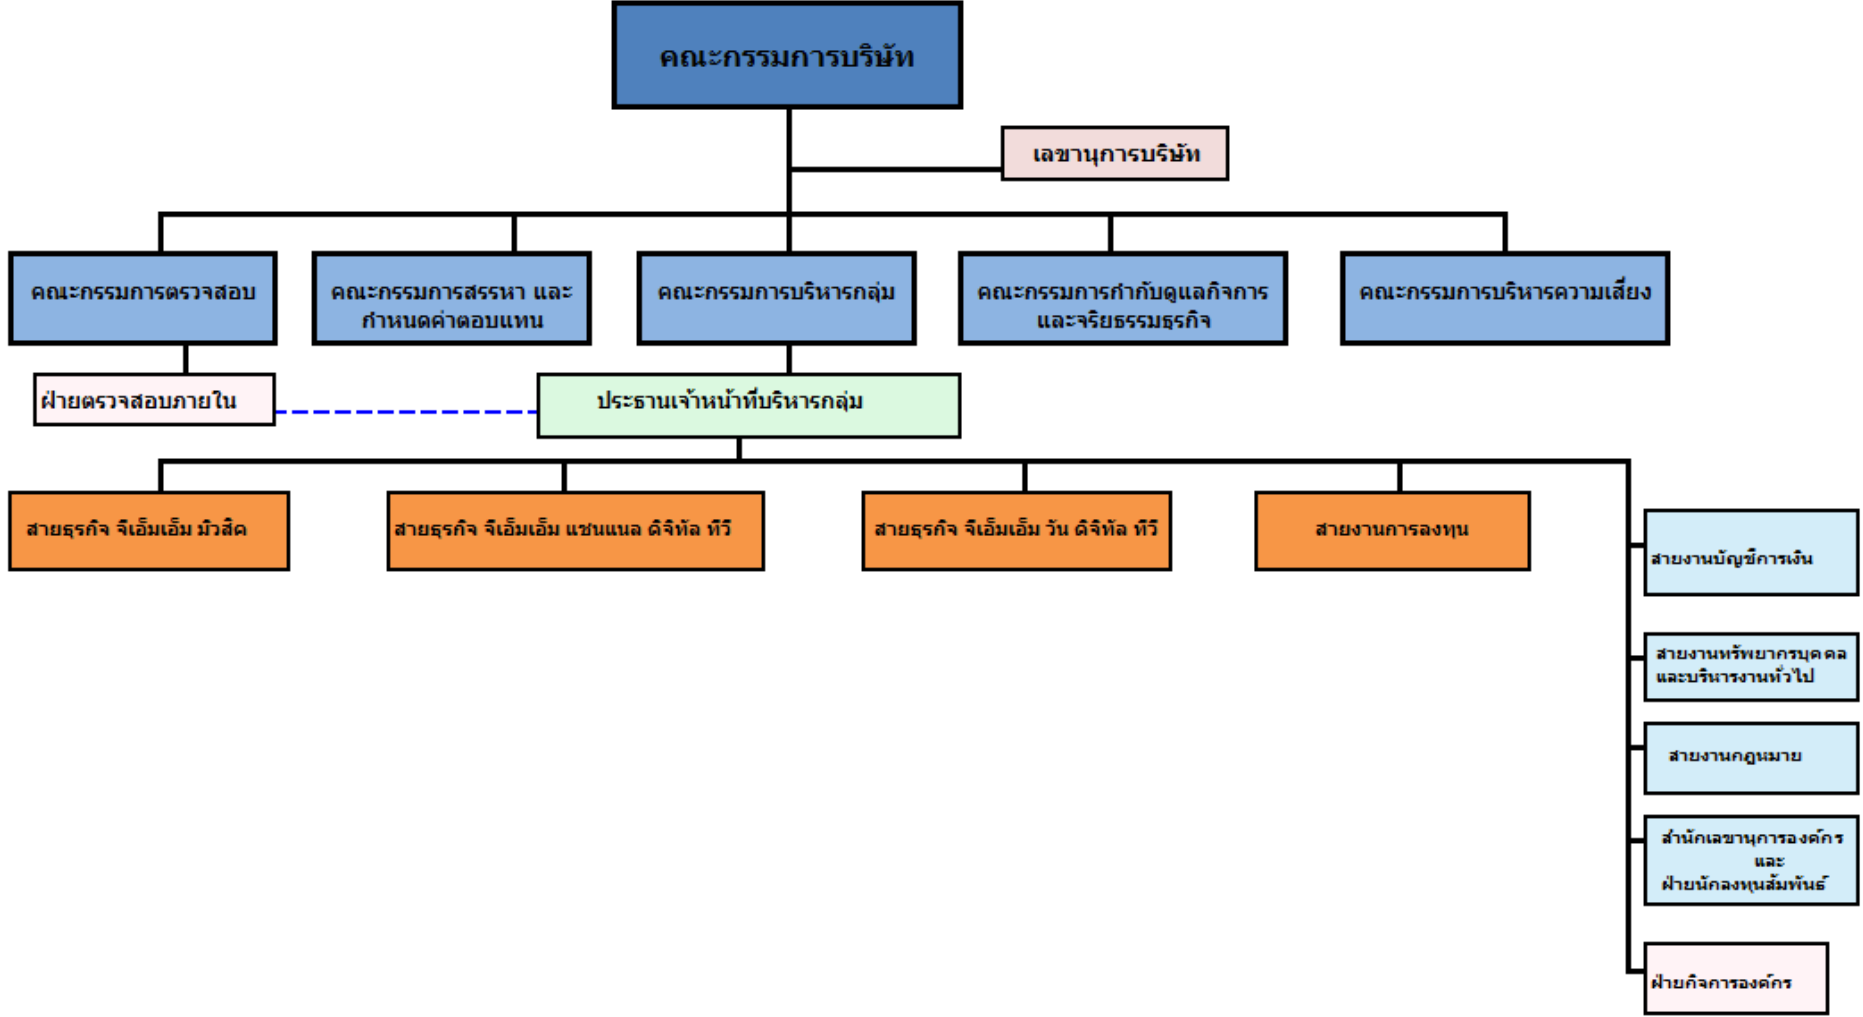 คณะกรรมการบริษัท
เลขานุการบริษัท
คณะกรรมการตรวจสอบ
คณะกรรมการสรรหา และ
กำหนดค่าตอบแทน
คณะกรรมการบริหารกลุ่ม
คณะกรรมการกำกับดูแลกิจการ
และจริยธรรมธุรกิจ
คณะกรรมการบริหารความเสี่ยง
ฝ่ายตรวจสอบภายใน
ประธานเจ้าหน้าที่บริหารกลุ่ม
สายธุรกิจ จีเอ็มเอ็ม มิวสิค
สายธุรกิจ จีเอ็มเอ็ม แชนแนล ดิจิทัล ทีวี
สายธุรกิจ จีเอ็มเอ็ม วัน ดิจิทัล ทีวี
สายงานการลงทุน
สายงานบัญชีการเงิน
สายงานทรัพยากรบุคคล
และบริหารงานทั่วไป
สายงานกฎหมาย
สำนักเลขานุการองค์กร
และ
ฝ่ายนักลงทุนสัมพันธ์
ฝ่ายกิจการองค์กร